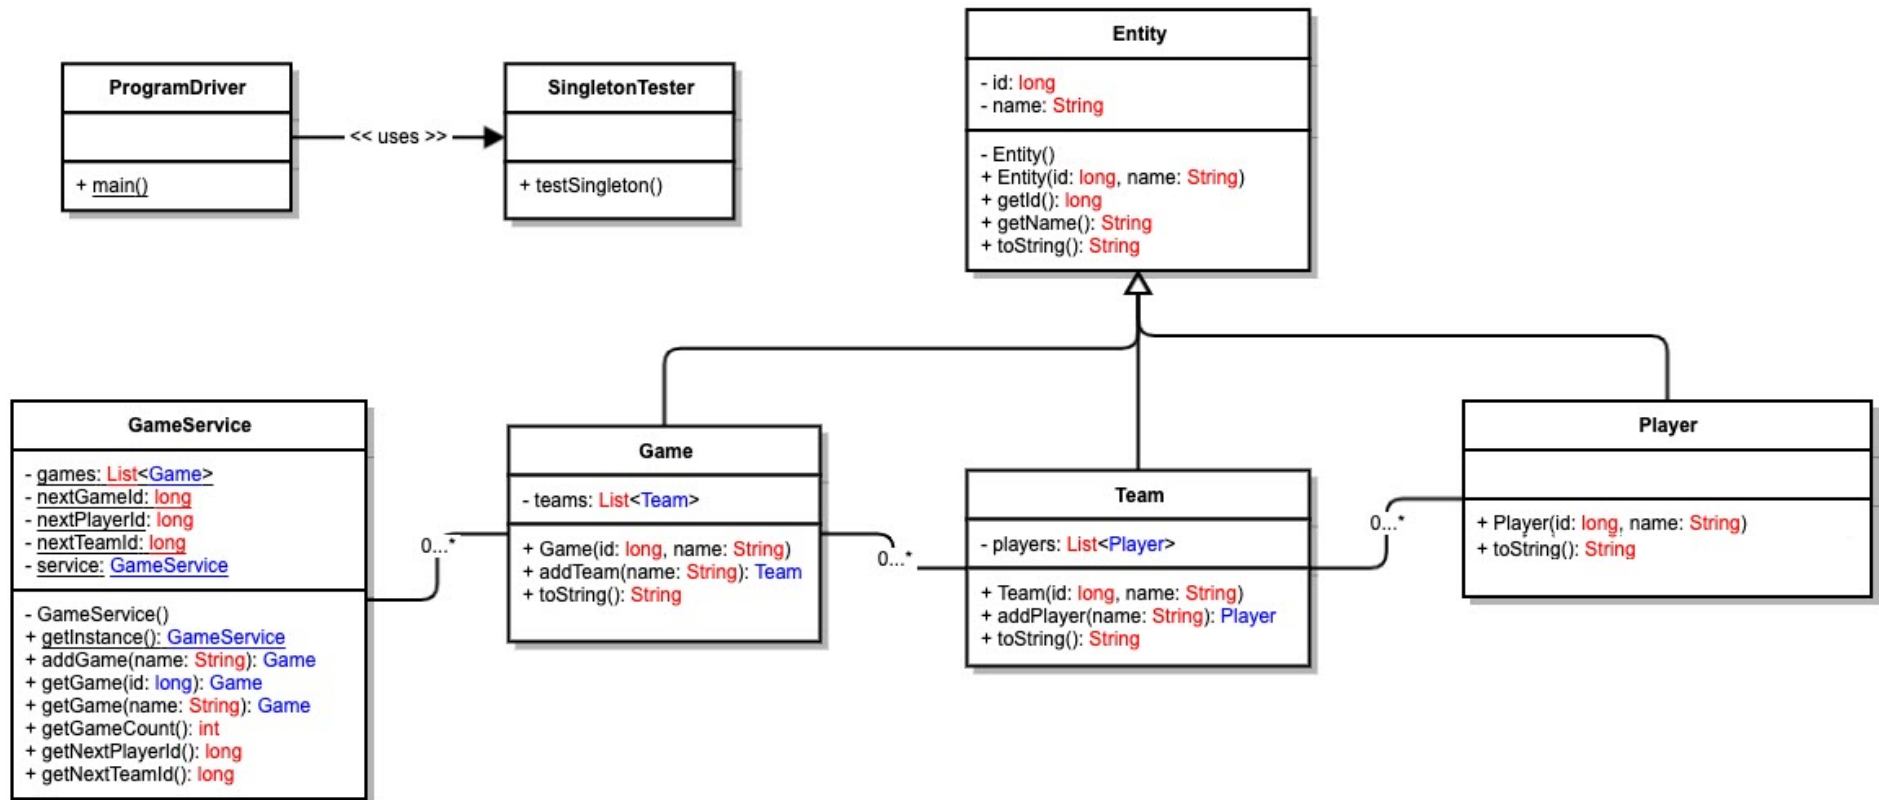 ProgramDriver
+ main()
<< uses >>
SingletonTester
+ testSingleton()
Entity
- id: long
- name: String
- Entity()
+ Entity(id: long, name: String)
+ getId(): long
+ getName(): String
+ toString(): String
GameService
- games: List<Game>
- nextGameId: long
- nextPlayerId: long
- nextTeamId: long
- service: GameService
- GameService()
+ getInstance(): GameService
+ addGame(name: String): Game
+ getGame(id: long): Game
+ getGame(name: String): Game
+ getGameCount(): int
+ getNextPlayerId(): long
+ getNextTeamId(): long
0...*
Game
- teams: List<Team>
+ Game(id: long, name: String)
+ addTeam(name: String): Team
+ toString(): String
0...*
Team
- players: List<Player>
+ Team(id: long, name: String)
+ addPlayer(name: String): Player
+ toString(): String
0...*
Player
+ Player(id: long, name: String)
+ toString(): String